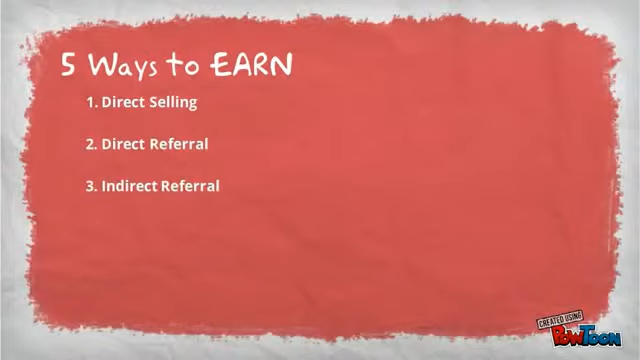 5 Ways to EARN
1. Direct Selling
2. Direct Referral
3. Indirect Referral
CREATED USING
PowToon